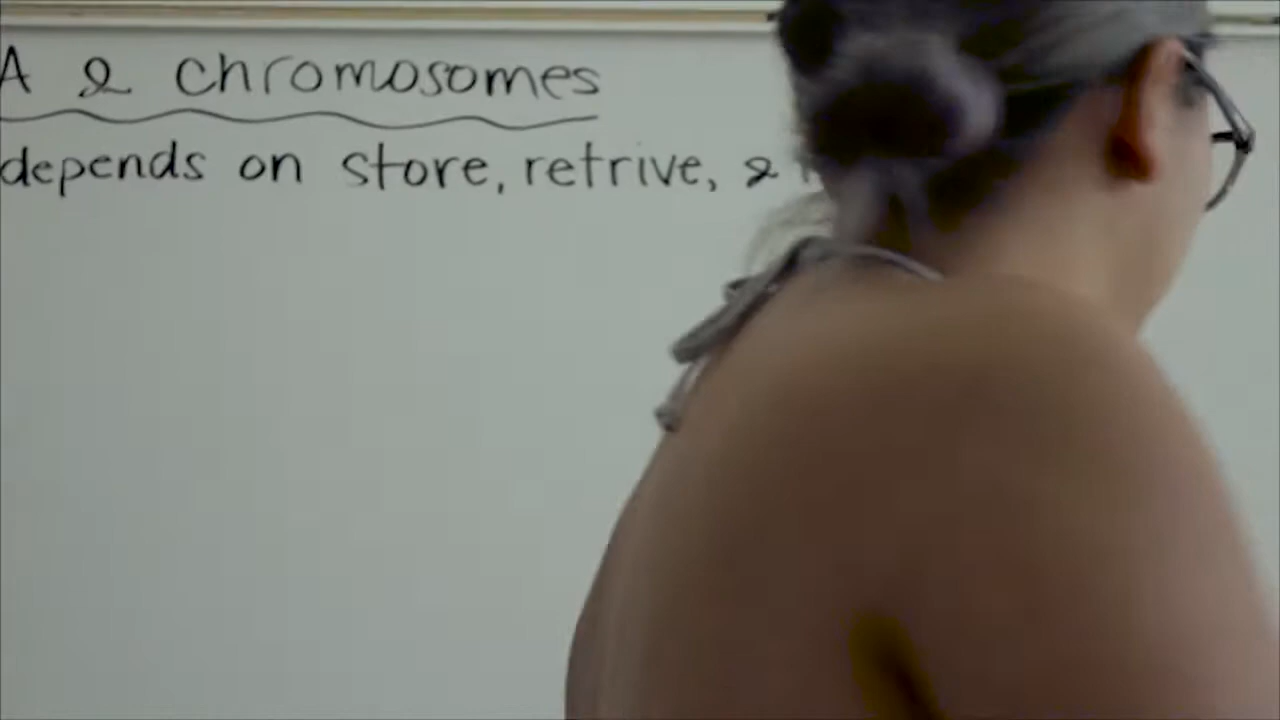 A & chromosomes
depends on store, retrive, &